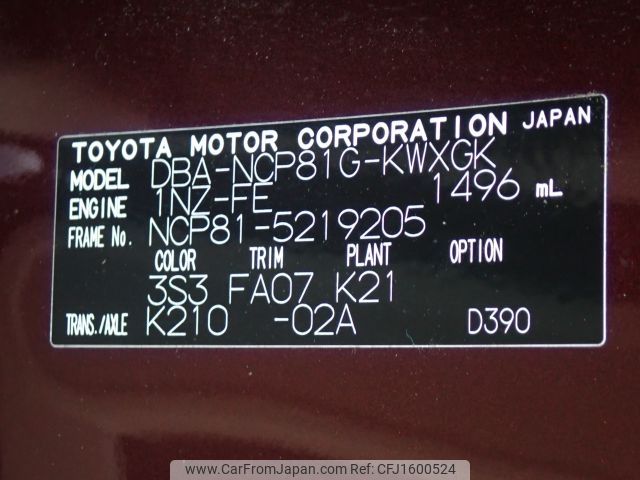 TOYOTA MOTOR CORPORATION JAPAN
MODEL DBA-NCP81G-KWXGK
ENGINE 1NZ-FE 1496 mL
FRAME No. NCP81-5219205
COLOR TRIM PLANT OPTION
3S3 FA07 K21
TRANS./AXLE K210 -02A D390
www.CarFromJapan.com CFJ1600524